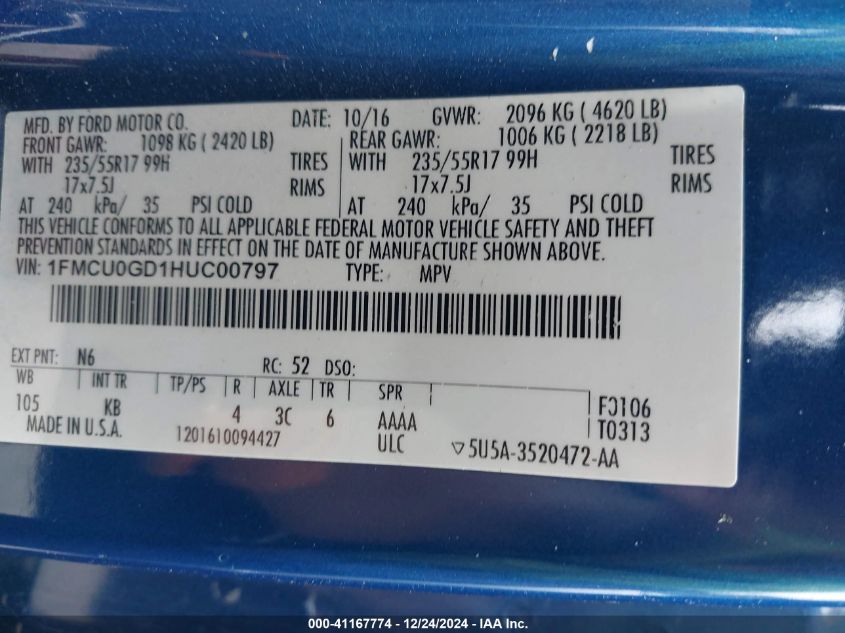 MFD. BY FORD MOTOR CO. DATE: 10/16 GVWR: 2096 KG ( 4620 LB)
FRONT GAWR: 1098 KG ( 2420 LB) REAR GAWR: 1006 KG ( 2218 LB)
WITH 235/55R17 99H TIRES WITH 235/55R17 99H TIRES
17x7.5J RIMS 17x7.5J RIMS
AT 240 kPa/ 35 PSI COLD AT 240 kPa/ 35 PSI COLD
THIS VEHICLE CONFORMS TO ALL APPLICABLE FEDERAL MOTOR VEHICLE SAFETY AND THEFT
PREVENTION STANDARDS IN EFFECT ON THE DATE OF MANUFACTURE SHOWN ABOVE.
VIN: 1FMCU0GD1HUC00797 TYPE: MPV
EXT PNT: N6 RC: 52 DSO:
WB INT TR TP/PS R AXLE TR SPR
105 KB 4 3C 6 AAAA F0106
MADE IN U.S.A. 1201610094427 ULC T0313
▽5U5A-3520472-AA
000-41167774 - 12/24/2024 - IAA Inc.